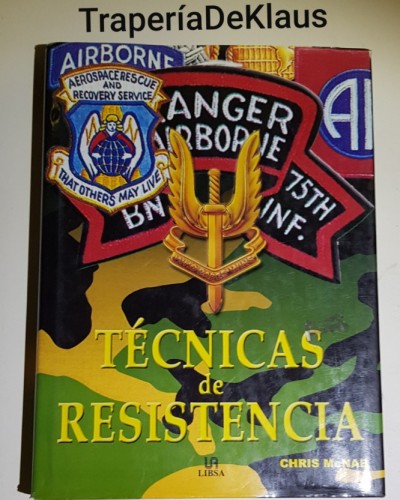 TraperíaDeKlaus
AIRBORNE
AEROSPACE RESCUE
AND
RECOVERY SERVICE
THAT OTHERS MAY LIVE
ANGER
AIRBORNE
75TH
BN
INF.
TÉCNICAS
de
RESISTENCIA
CHRIS McNAB
LIBSA